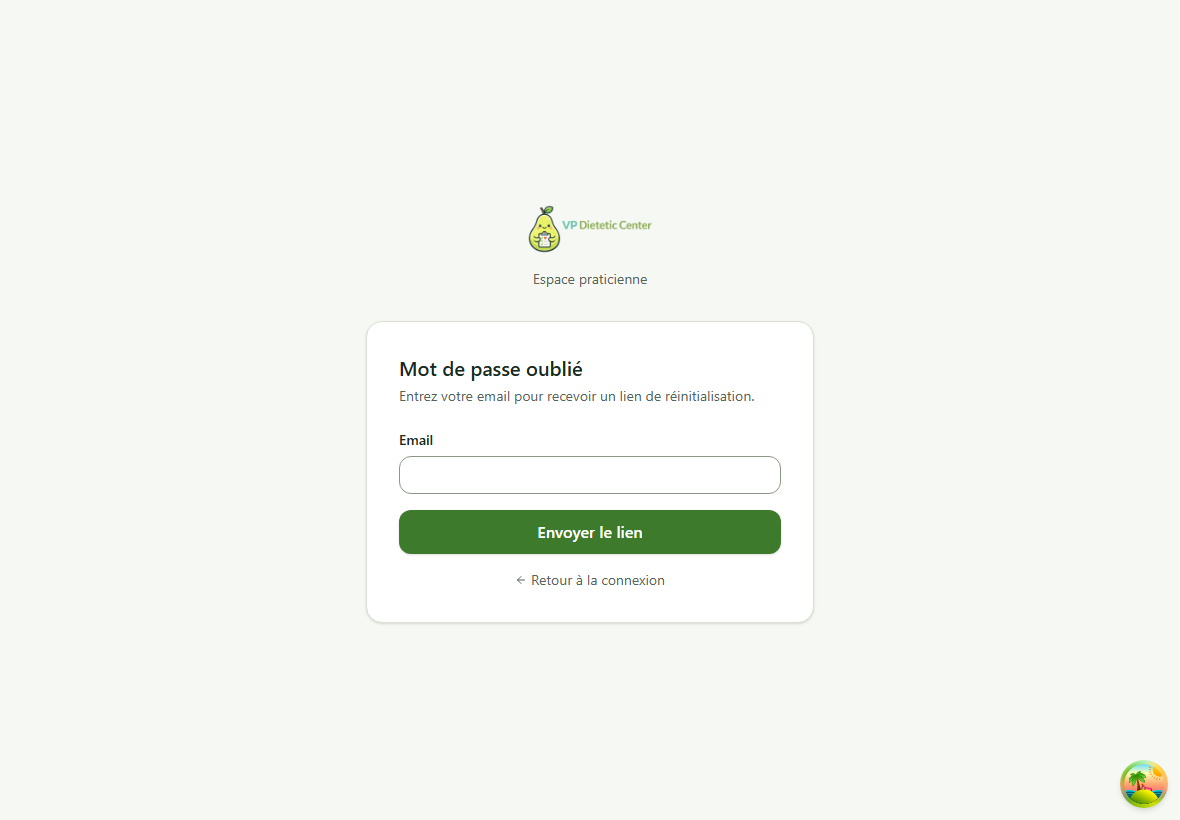 VP Dietetic Center
Espace praticienne
Mot de passe oublié
Entrez votre email pour recevoir un lien de réinitialisation.
Email
Envoyer le lien
← Retour à la connexion